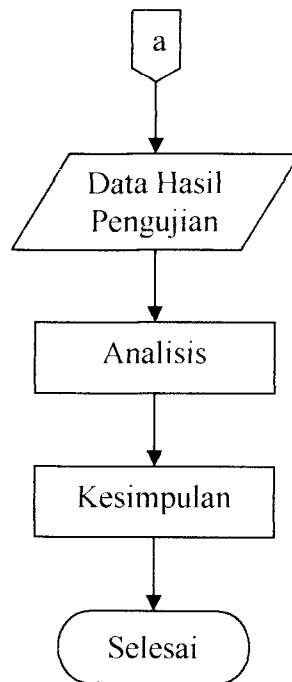 a
Data Hasil
Pengujian
Analisis
Kesimpulan
Selesai